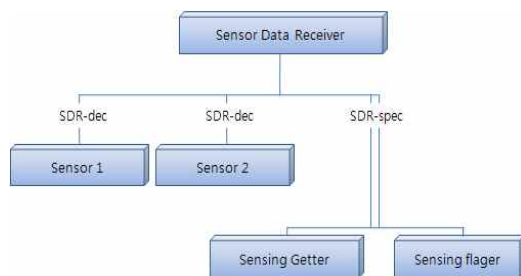 Sensor Data Receiver
SDR-dec
SDR-dec
SDR-spec
Sensor 1
Sensor 2
Sensing Getter
Sensing flager